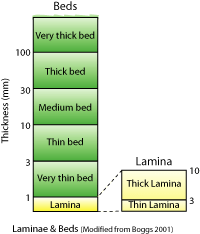 Beds
Very thick bed
100
Thick bed
30
Medium bed
10
Thin bed
3
Very thin bed
1
Lamina
Thickness (mm)
Lamina
10
Thick Lamina
3
Thin Lamina
Laminae & Beds (Modified from Boggs 2001)